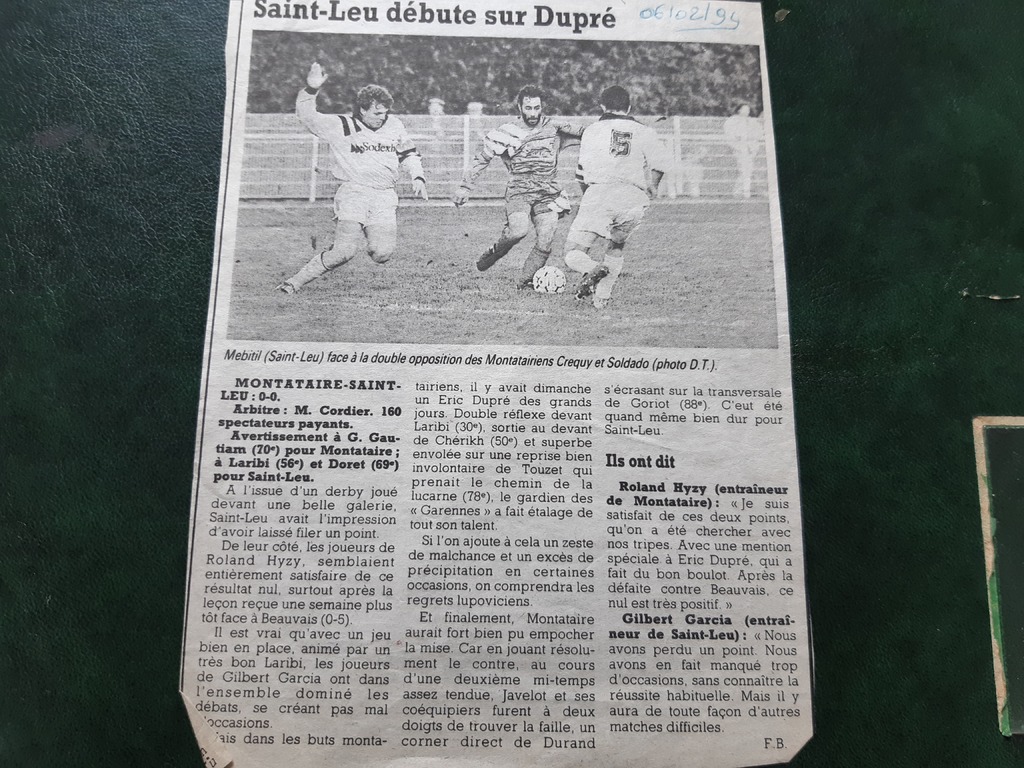 Saint-Leu débute sur Dupré
06/02/94
Sodexh
5
Mebitil (Saint-Leu) face à la double opposition des Montatairiens Crequy et Soldado (photo D.T.).
MONTATAIRE-SAINT-
LEU : 0-0.
Arbitre : M. Cordier. 160
spectateurs payants.
Avertissement à G. Gau-
tiam (70e) pour Montataire ;
à Laribi (56e) et Doret (69e)
pour Saint-Leu.
A l'issue d'un derby joué
devant une belle galerie,
Saint-Leu avait l'impression
d'avoir laissé filer un point.
De leur côté, les joueurs de
Roland Hyzy, semblaient
entièrement satisfaire de ce
résultat nul, surtout après la
leçon reçue une semaine plus
tôt face à Beauvais (0-5).
Il est vrai qu'avec un jeu
bien en place, animé par un
très bon Laribi, les joueurs
de Gilbert Garcia ont dans
l'ensemble dominé les
débats, se créant pas mal
d'occasions.
ais dans les buts monta-
tairiens, il y avait dimanche
un Eric Dupré des grands
jours. Double réflexe devant
Laribi (30e), sortie au devant
de Chérikh (50e) et superbe
envolée sur une reprise bien
involontaire de Touzet qui
prenait le chemin de la
lucarne (78e), le gardien des
« Garennes » a fait étalage de
tout son talent.
Si l'on ajoute à cela un zeste
de malchance et un excès de
précipitation en certaines
occasions, on comprendra les
regrets lupoviciens.
Et finalement, Montataire
aurait fort bien pu empocher
la mise. Car en jouant résolu-
ment le contre, au cours
d'une deuxième mi-temps
assez tendue, Javelot et ses
coéquipiers furent à deux
doigts de trouver la faille, un
corner direct de Durand
s'écrasant sur la transversale
de Goriot (88e). C'eut été
quand même bien dur pour
Saint-Leu.
Ils ont dit
Roland Hyzy (entraîneur
de Montataire) : « Je suis
satisfait de ces deux points,
qu'on a été chercher avec
nos tripes. Avec une mention
spéciale à Eric Dupré, qui a
fait du bon boulot. Après la
défaite contre Beauvais, ce
nul est très positif. »
Gilbert Garcia (entraî-
neur de Saint-Leu) : « Nous
avons perdu un point. Nous
avons en fait manqué trop
d'occasions, sans connaître la
réussite habituelle. Mais il y
aura de toute façon d'autres
matches difficiles.
F.B.